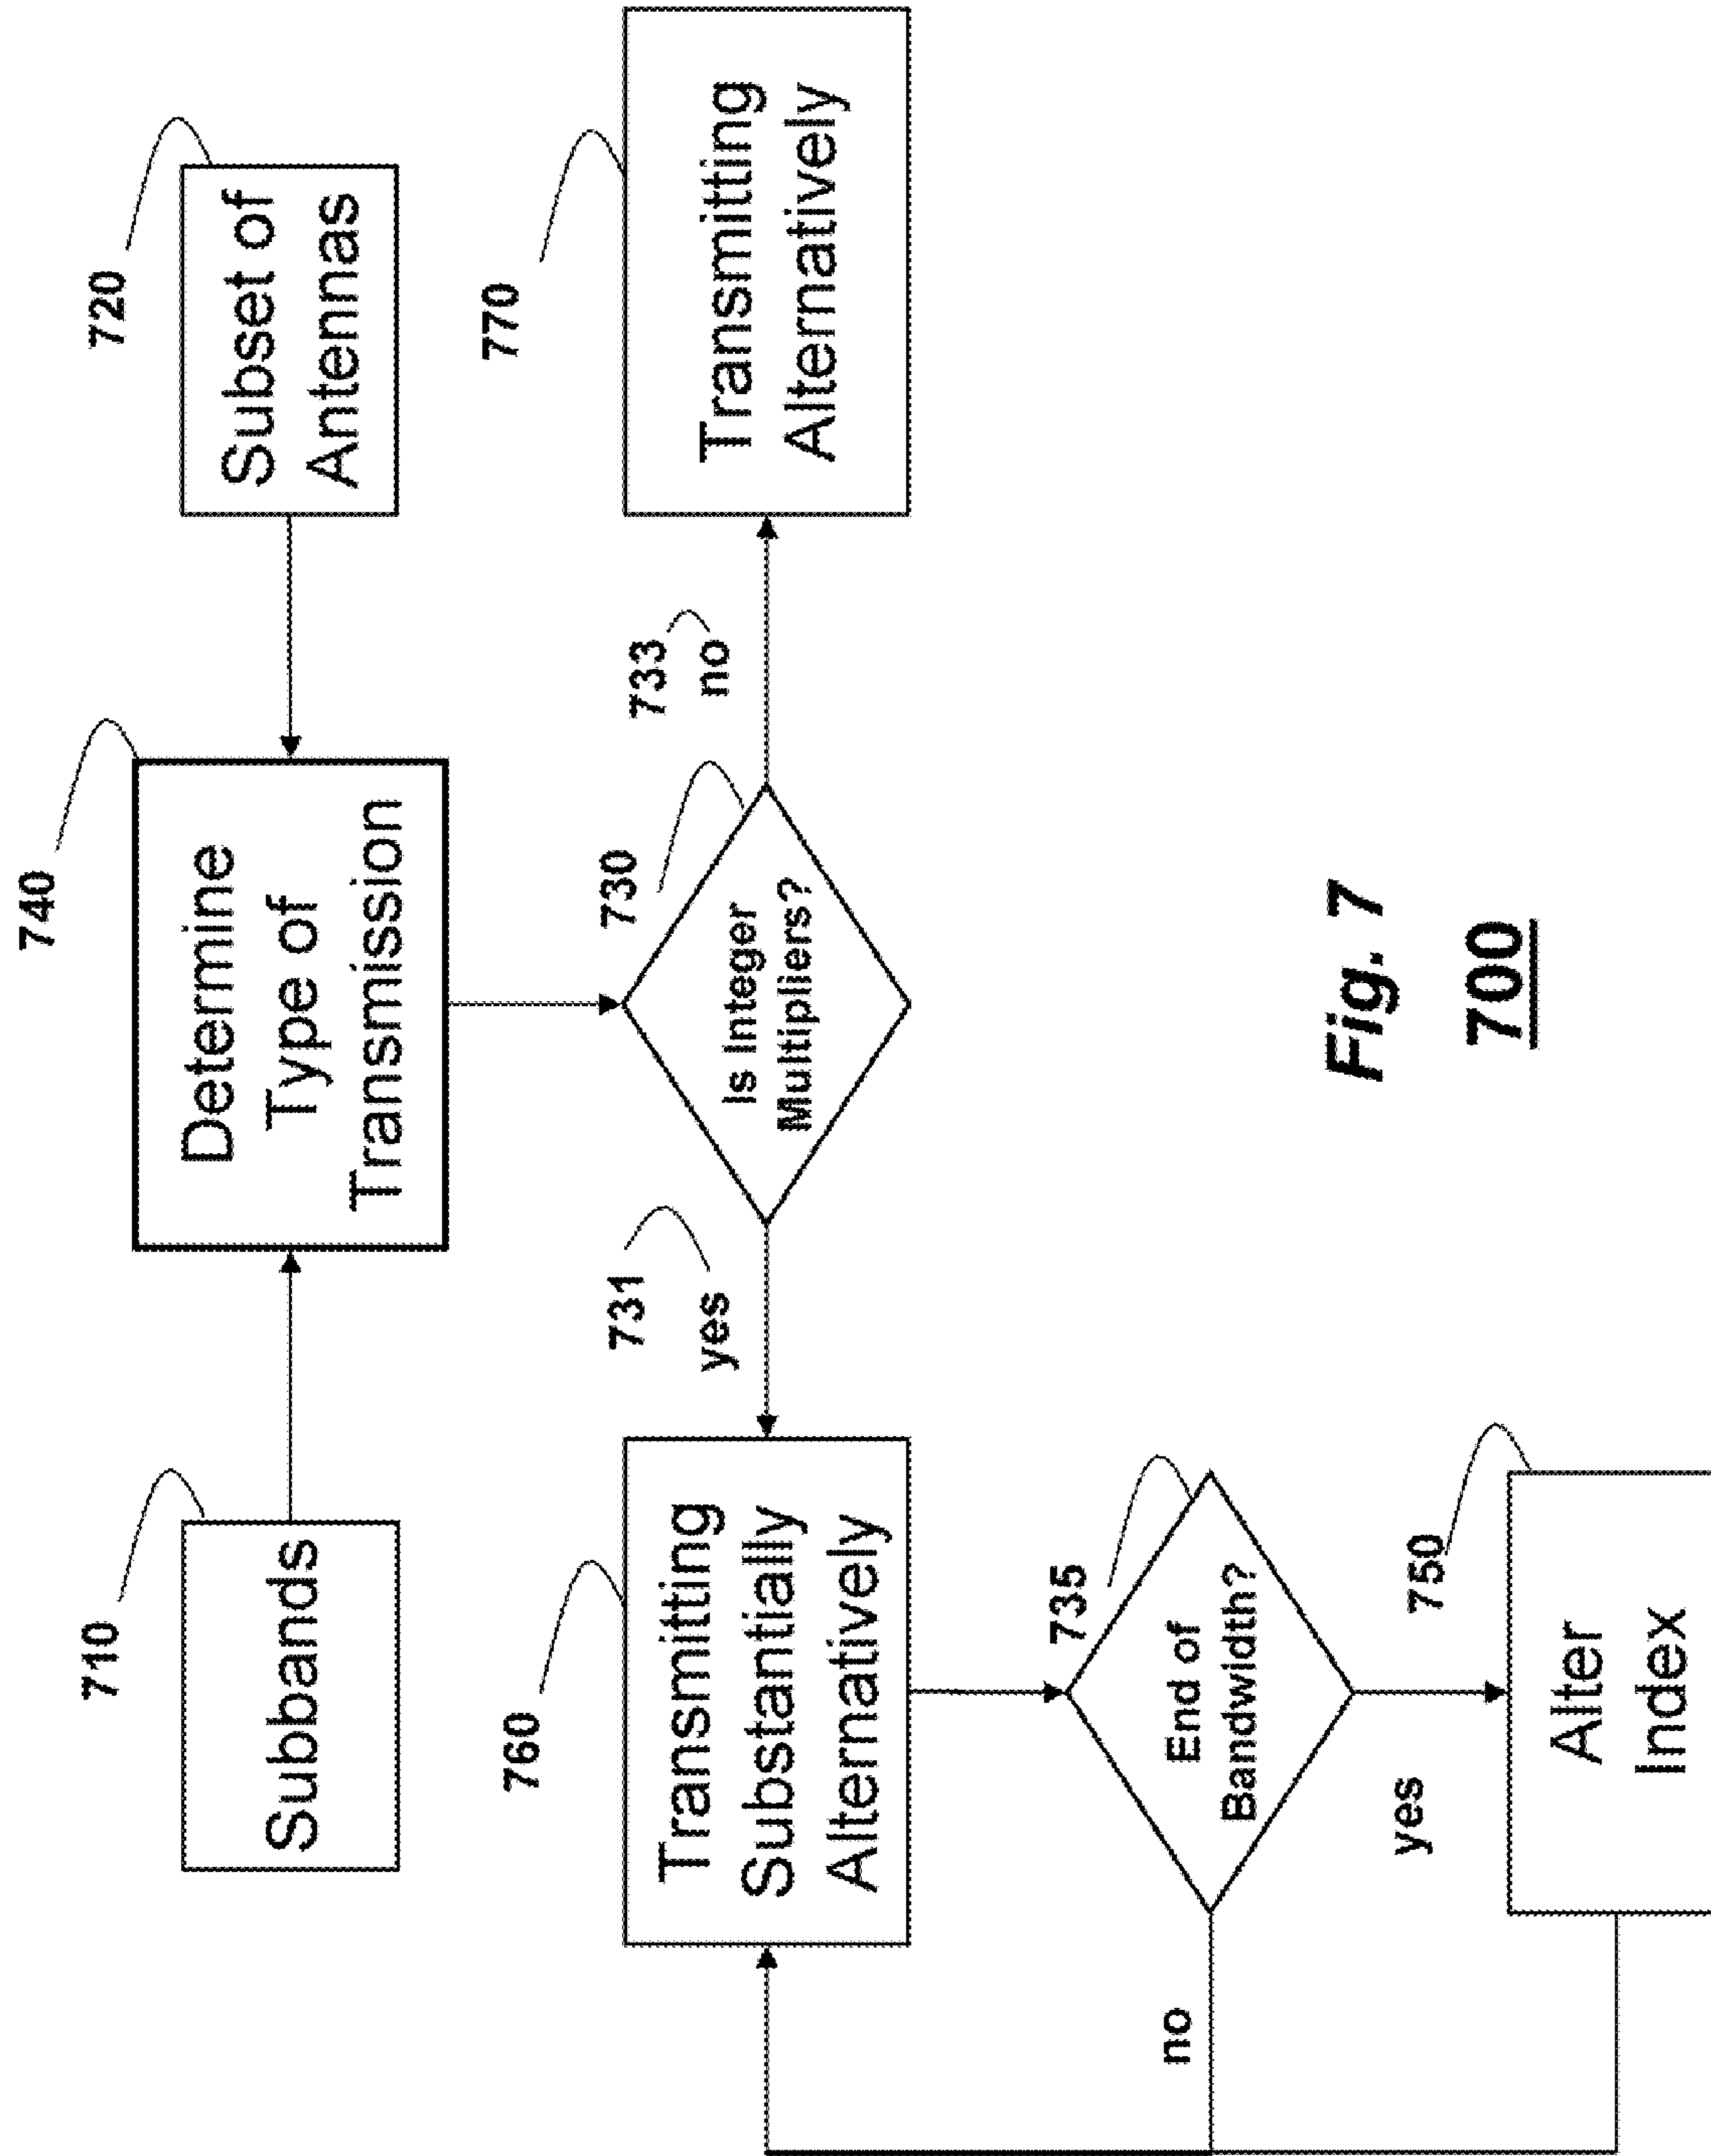 710
Subbands
740
Determine
Type of
Transmission
720
Subset of
Antennas
760
Transmitting
Substantially
Alternatively
731
yes
730
Is Integer
Multipliers?
733
no
770
Transmitting
Alternatively
735
End of
Bandwidth?
no
yes
750
Alter
Index
Fig. 7
700